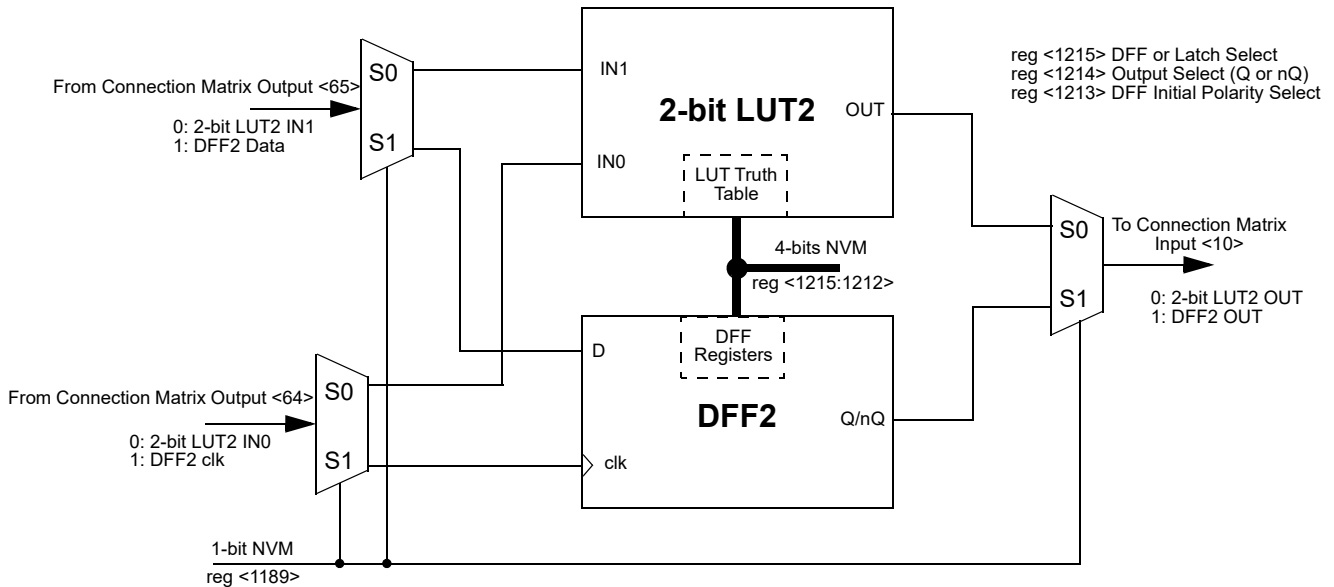 reg <1215> DFF or Latch Select
reg <1214> Output Select (Q or nQ)
reg <1213> DFF Initial Polarity Select
From Connection Matrix Output <65>
0: 2-bit LUT2 IN1
1: DFF2 Data
S0
S1
IN1
IN0
2-bit LUT2
OUT
LUT Truth
Table
4-bits NVM
reg <1215:1212>
S0
S1
To Connection Matrix
Input <10>
0: 2-bit LUT2 OUT
1: DFF2 OUT
DFF
Registers
D
DFF2
Q/nQ
clk
From Connection Matrix Output <64>
0: 2-bit LUT2 IN0
1: DFF2 clk
S0
S1
1-bit NVM
reg <1189>